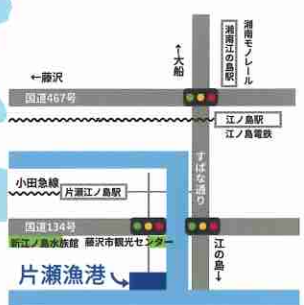 湘南モノレール
湘南江の島駅
↑大船
←藤沢
国道467号
江ノ島駅
江ノ島電鉄
すばな通り
小田急線
片瀬江ノ島駅
国道134号
新江ノ島水族館
藤沢市観光センター
江の島↓
片瀬漁港